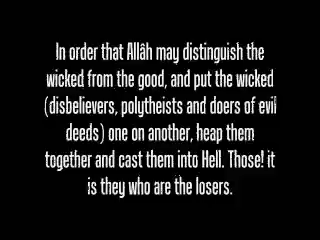 In order that Allâh may distinguish the
wicked from the good, and put the wicked
(disbelievers, polytheists and doers of evil
deeds) one on another, heap them
together and cast them into Hell. Those! it
is they who are the losers.